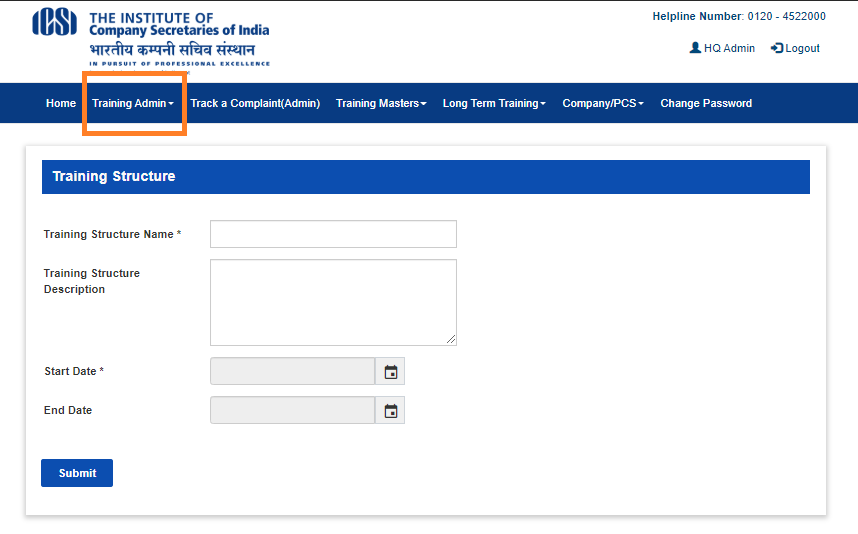 ICSI
THE INSTITUTE OF
Company Secretaries of India
भारतीय कम्पनी सचिव संस्थान
IN PURSUIT OF PROFESSIONAL EXCELLENCE
Helpline Number: 0120 - 4522000
HQ Admin Logout
Home Training Admin Track a Complaint(Admin) Training Masters Long Term Training Company/PCS Change Password
Training Structure
Training Structure Name *
Training Structure
Description
Start Date *
End Date
Submit